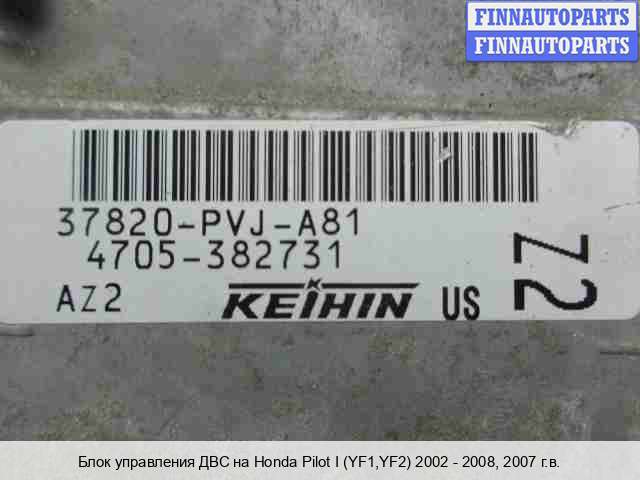 FINNAUTOPARTS
FINNAUTOPARTS
37820-PVJ-A81
4705-382731
AZ2
KEIHIN
US
Z2
Блок управления ДВС на Honda Pilot I (YF1,YF2) 2002 - 2008, 2007 г.в.